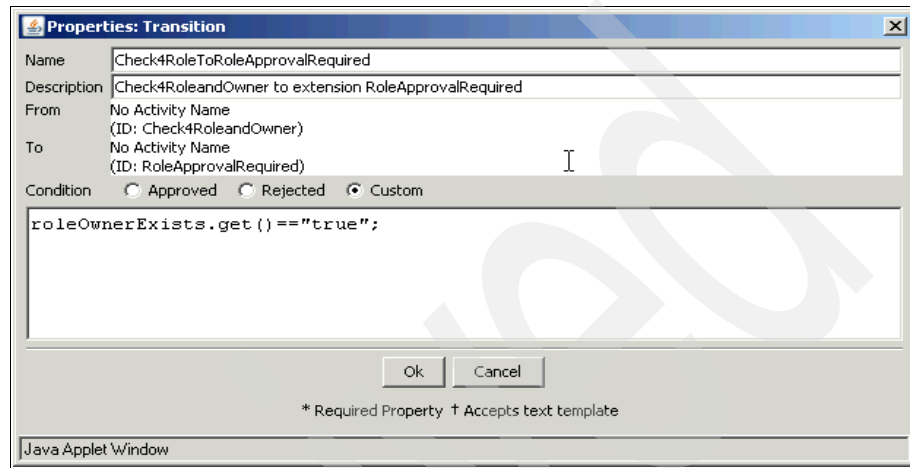 Properties: Transition
Name Check4RoleToRoleApprovalRequired
Description Check4RoleandOwner to extension RoleApprovalRequired
From No Activity Name
(ID: Check4RoleandOwner)
To No Activity Name
(ID: RoleApprovalRequired)
Condition Approved Rejected Custom
roleOwnerExists.get()=="true";
Ok Cancel
* Required Property † Accepts text template
Java Applet Window